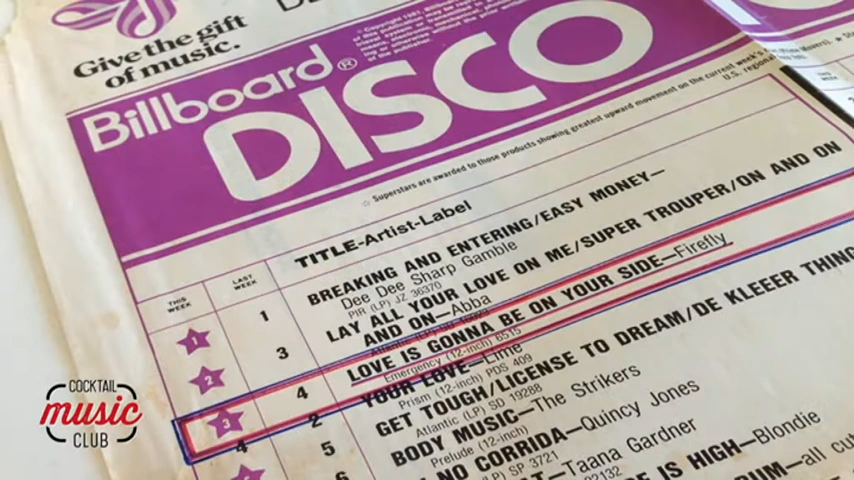 Give the gift
of music.
Billboard®
DISCO
☆ Superstars are awarded to those products showing greatest upward movement on the current week's
U.S. regional
THIS WEEK
LAST WEEK
TITLE-Artist-Label
1 1 BREAKING AND ENTERING/EASY MONEY—
Dee Dee Sharp Gamble
PIR (LP) JZ 36370
2 3 LAY ALL YOUR LOVE ON ME/SUPER TROUPER/ON AND ON
AND ON—Abba
3 4 LOVE IS GONNA BE ON YOUR SIDE—Firefly
Emergency (12-inch) 6515
4 2 YOUR LOVE—Lime
Prism (12-inch) PDS 409
5 GET TOUGH/LICENSE TO DREAM/DE KLEEER THING
Atlantic (LP) SD 19288
6 BODY MUSIC—The Strikers
Prelude (12-inch)
NO CORRIDA—Quincy Jones
(LP) SP 3721
Taana Gardner
22132
IS HIGH—Blondie
COCKTAIL
music
CLUB